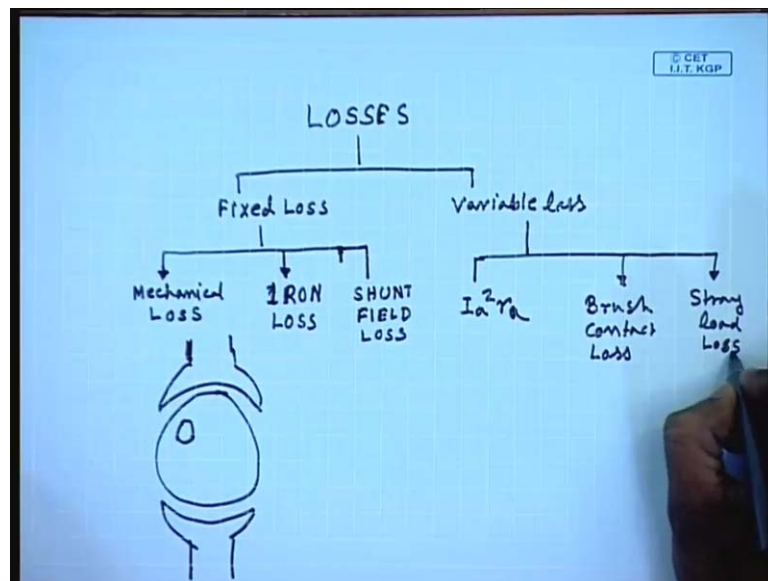 © CET
I.I.T. KGP
LOSSES
Fixed Loss
Variable loss
Mechanical
LOSS
IRON
LOSS
SHUNT
FIELD
LOSS
Ia²ra
Brush
Contact
Loss
Stray
load
Loss